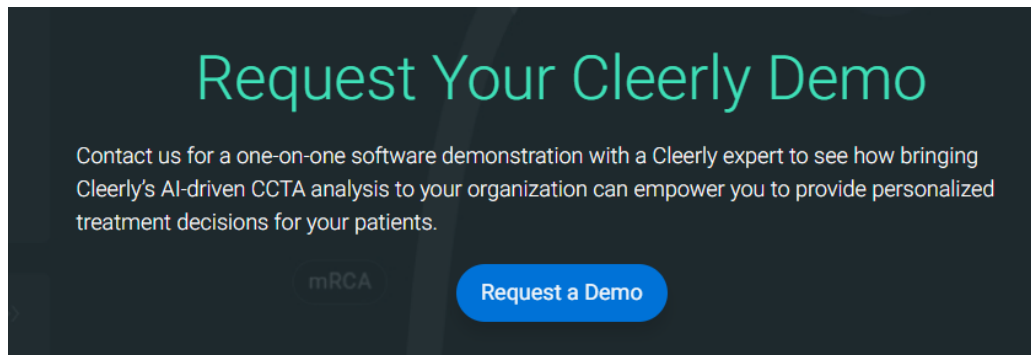 Request Your Cleerly Demo
Contact us for a one-on-one software demonstration with a Cleerly expert to see how bringing
Cleerly's AI-driven CCTA analysis to your organization can empower you to provide personalized
treatment decisions for your patients.
mRCA
Request a Demo